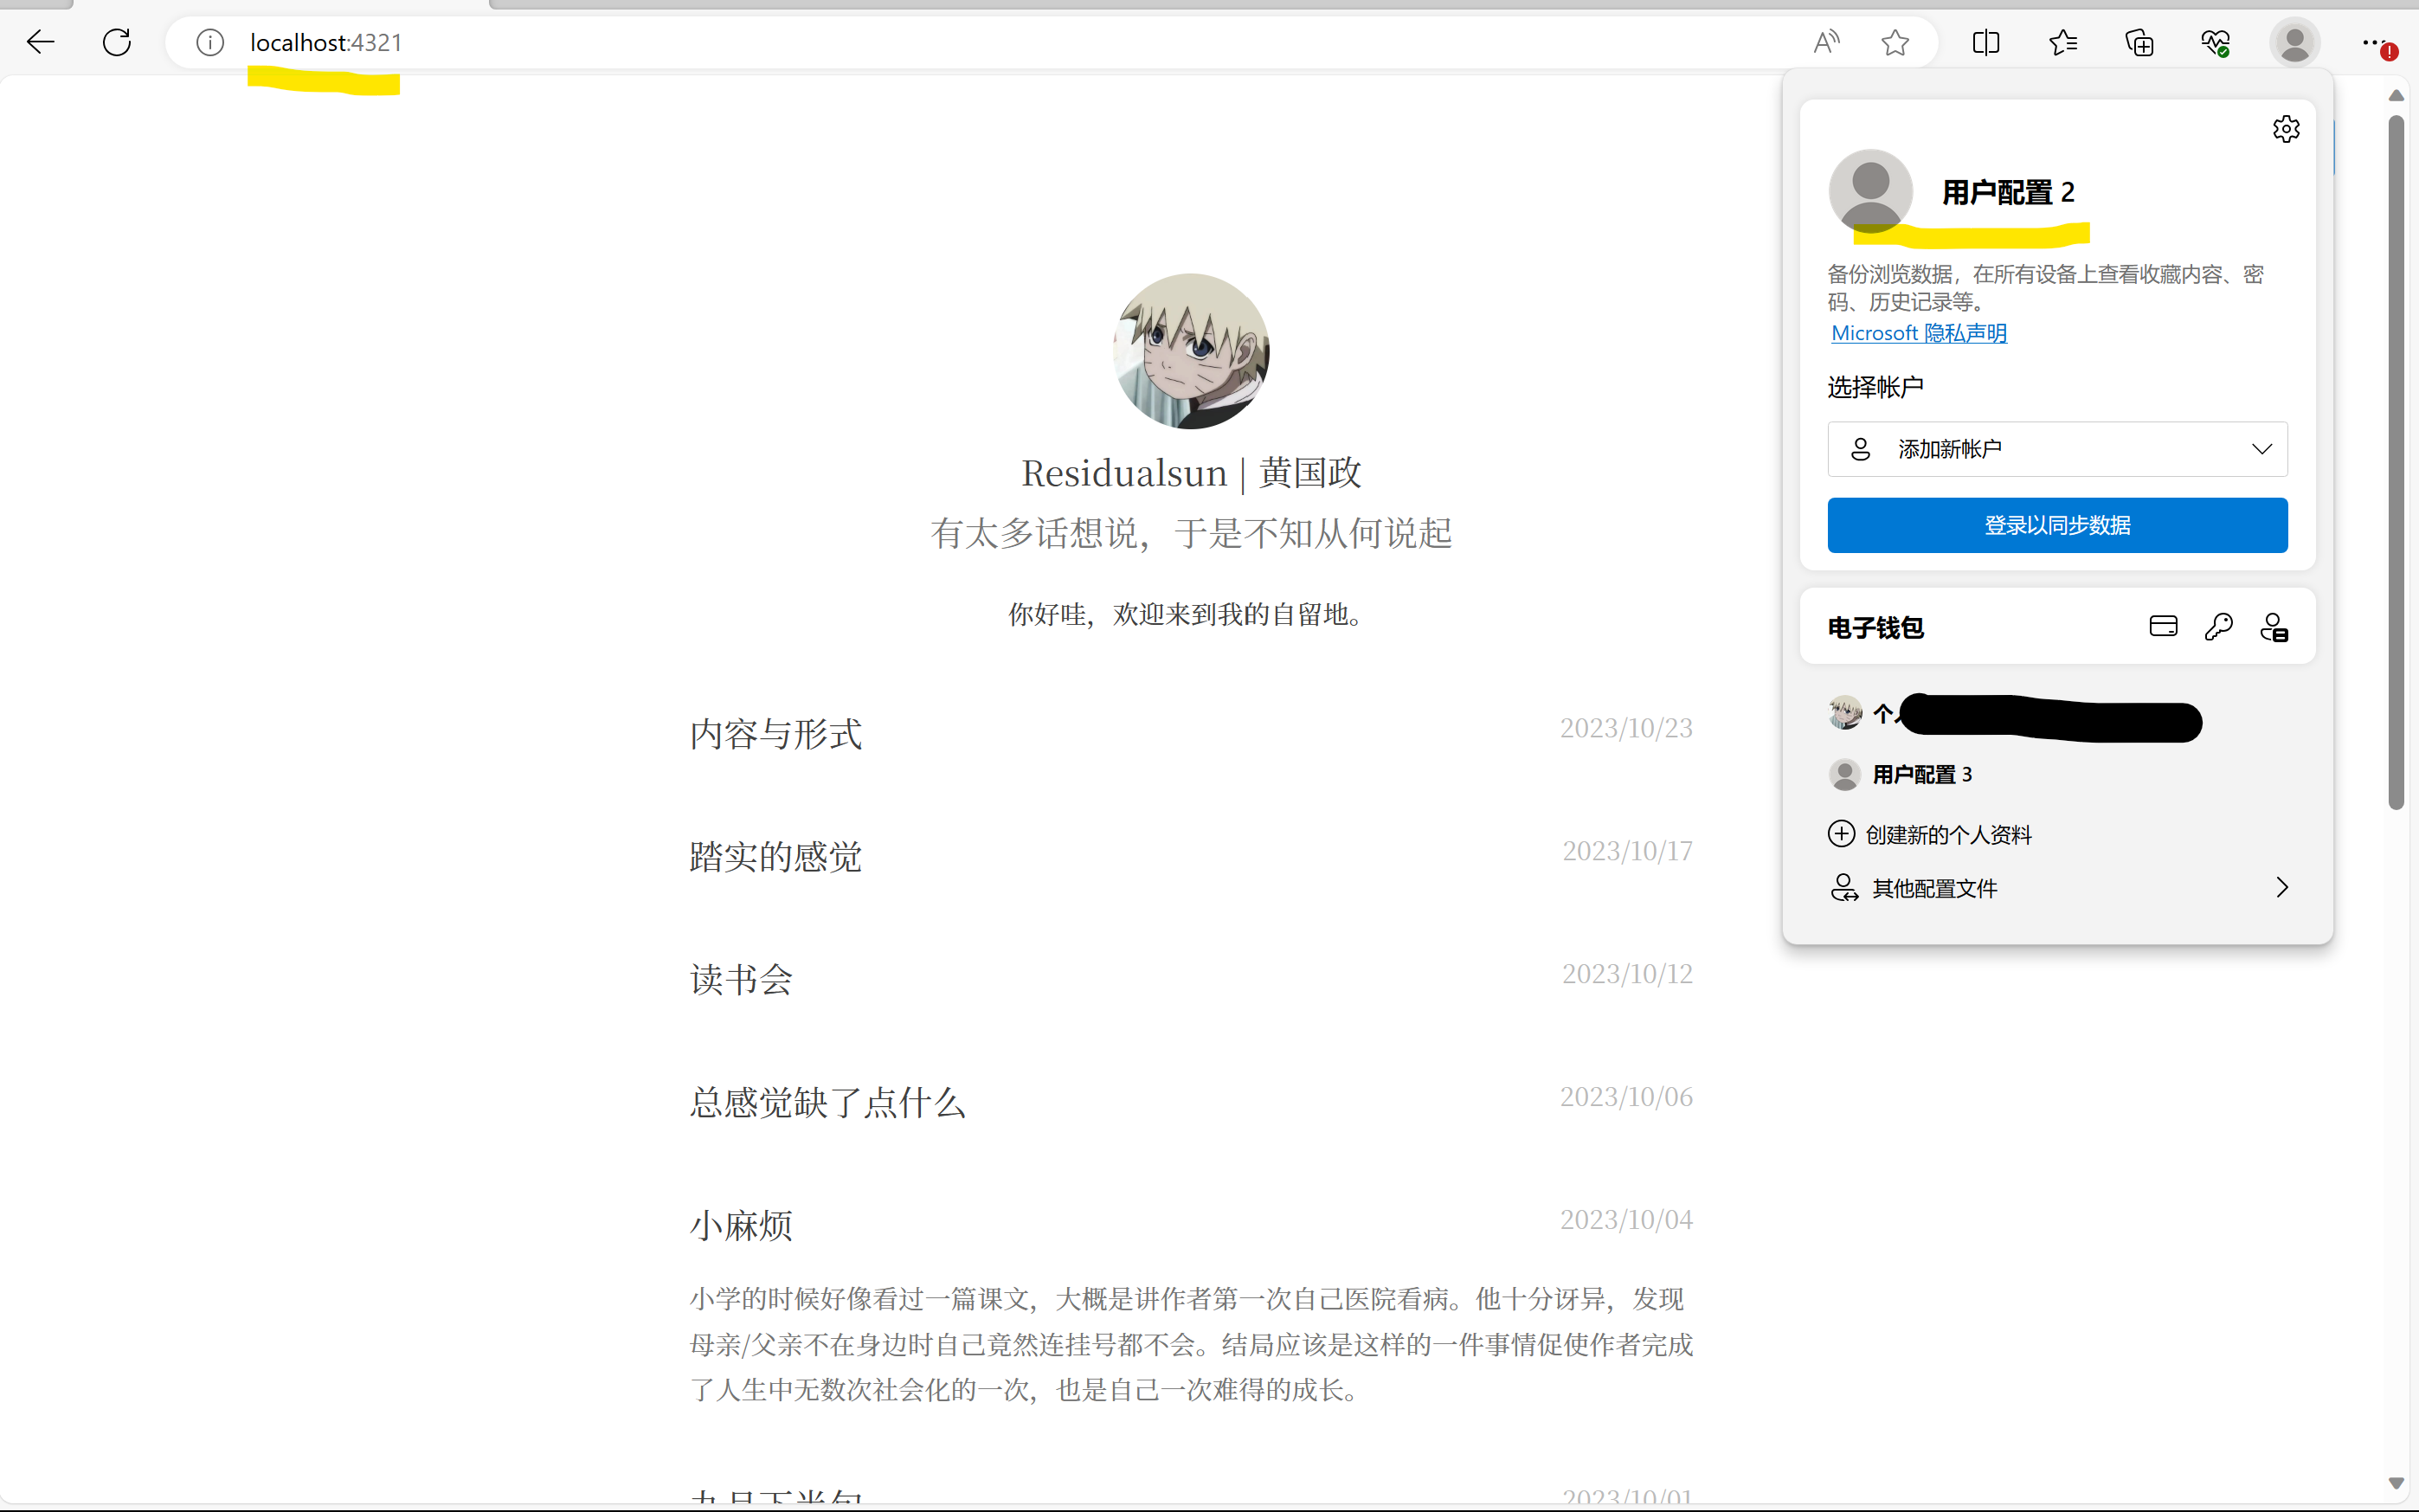 localhost:4321
用户配置 2
备份浏览数据，在所有设备上查看收藏内容、密
码、历史记录等。
Microsoft 隐私声明
选择帐户
添加新帐户
登录以同步数据
电子钱包
个
用户配置 3
创建新的个人资料
其他配置文件
Residualsun | 黄国政
有太多话想说，于是不知从何说起
你好哇，欢迎来到我的自留地。
内容与形式 2023/10/23
踏实的感觉 2023/10/17
读书会 2023/10/12
总感觉缺了点什么 2023/10/06
小麻烦 2023/10/04
小学的时候好像看过一篇课文，大概是讲作者第一次自己医院看病。他十分讶异，发现
母亲/父亲不在身边时自己竟然连挂号都不会。结局应该是这样的一件事情促使作者完成
了人生中无数次社会化的一次，也是自己一次难得的成长。
九月下半旬 2023/10/01